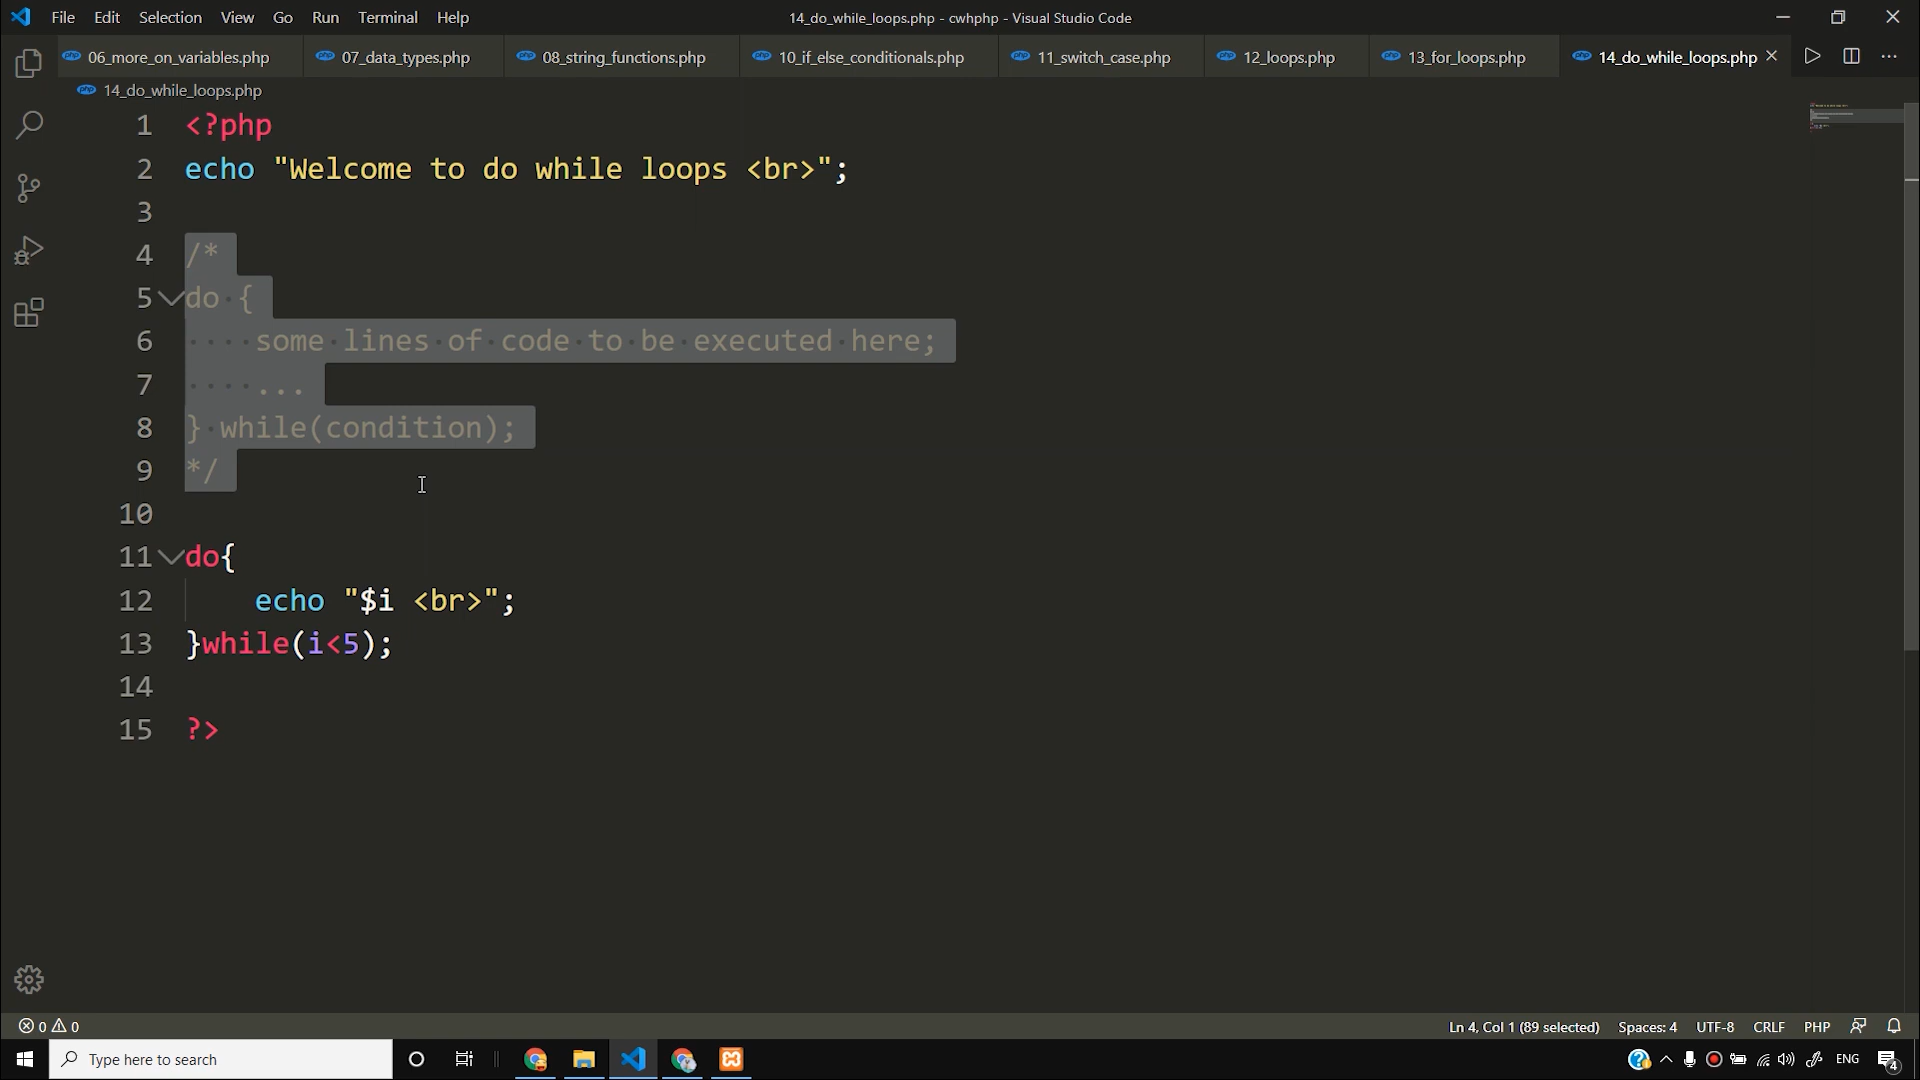 File Edit Selection View Go Run Terminal Help 14_do_while_loops.php - cwhphp - Visual Studio Code
06_more_on_variables.php 07_data_types.php 08_string_functions.php 10_if_else_conditionals.php 11_switch_case.php 12_loops.php 13_for_loops.php 14_do_while_loops.php
14_do_while_loops.php
1 <?php
2 echo "Welcome to do while loops <br>";
3
4 /*
5 do {
6 some lines of code to be executed here;
7 ...
8 } while(condition);
9 */
10
11 do{
12 echo "$i <br>";
13 }while(i<5);
14
15 ?>
0 0 Ln 4, Col 1 (89 selected) Spaces: 4 UTF-8 CRLF PHP
Type here to search ENG 4